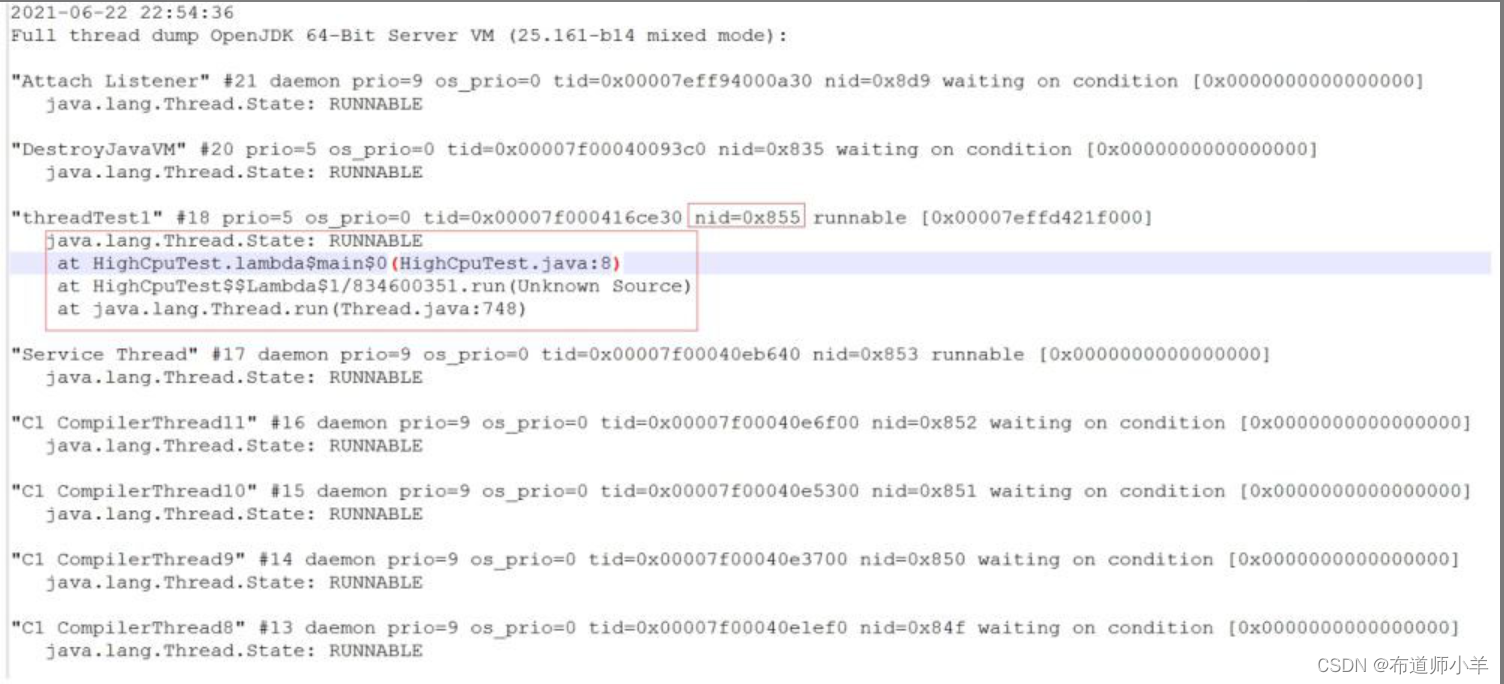 2021-06-22 22:54:36
Full thread dump OpenJDK 64-Bit Server VM (25.161-b14 mixed mode):
"Attach Listener" #21 daemon prio=9 os_prio=0 tid=0x00007eff94000a30 nid=0x8d9 waiting on condition [0x0000000000000000]
java.lang.Thread.State: RUNNABLE
"DestroyJavaVM" #20 prio=5 os_prio=0 tid=0x00007f00040093c0 nid=0x835 waiting on condition [0x0000000000000000]
java.lang.Thread.State: RUNNABLE
"threadTest1" #18 prio=5 os_prio=0 tid=0x00007f000416ce30 nid=0x855 runnable [0x00007effd421f000]
java.lang.Thread.State: RUNNABLE
at HighCpuTest.lambda$main$0(HighCpuTest.java:8)
at HighCpuTest$$Lambda$1/834600351.run(Unknown Source)
at java.lang.Thread.run(Thread.java:748)
"Service Thread" #17 daemon prio=9 os_prio=0 tid=0x00007f00040eb640 nid=0x853 runnable [0x0000000000000000]
java.lang.Thread.State: RUNNABLE
"C1 CompilerThread11" #16 daemon prio=9 os_prio=0 tid=0x00007f00040e6f00 nid=0x852 waiting on condition [0x0000000000000000]
java.lang.Thread.State: RUNNABLE
"C1 CompilerThread10" #15 daemon prio=9 os_prio=0 tid=0x00007f00040e5300 nid=0x851 waiting on condition [0x0000000000000000]
java.lang.Thread.State: RUNNABLE
"C1 CompilerThread9" #14 daemon prio=9 os_prio=0 tid=0x00007f00040e3700 nid=0x850 waiting on condition [0x0000000000000000]
java.lang.Thread.State: RUNNABLE
"C1 CompilerThread8" #13 daemon prio=9 os_prio=0 tid=0x00007f00040e1ef0 nid=0x84f waiting on condition [0x0000000000000000]
java.lang.Thread.State: RUNNABLE
CSDN @布道师小羊